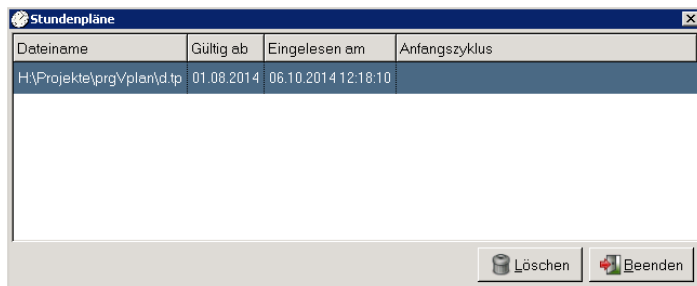 Stundenpläne
Dateiname Gültig ab Eingelesen am Anfangszyklus
H:\Projekte\prgVplan\d.tp 01.08.2014 06.10.2014 12:18:10
Löschen Beenden